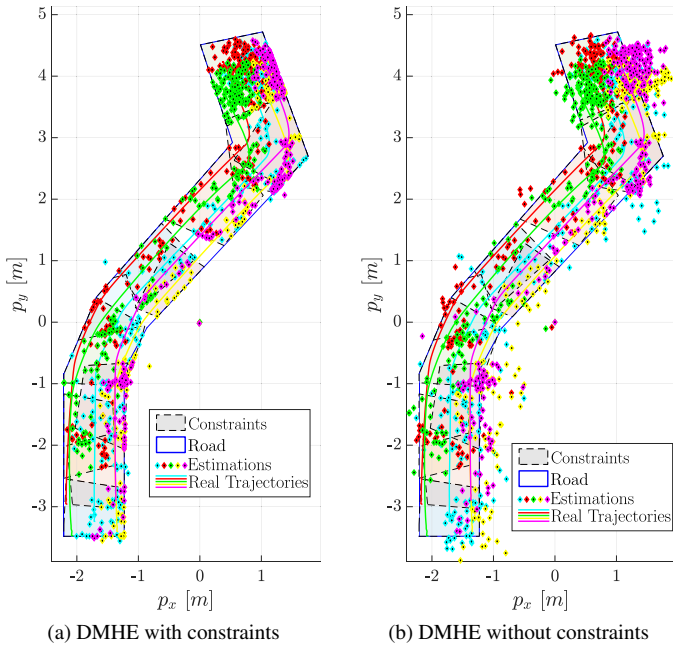 5
4
3
2
1
0
-1
-2
-3
p_y [m]
-2
-1
0
1
p_x [m]
Constraints
Road
Estimations
Real Trajectories
(a) DMHE with constraints
5
4
3
2
1
0
-1
-2
-3
p_y [m]
-2
-1
0
1
p_x [m]
Constraints
Road
Estimations
Real Trajectories
(b) DMHE without constraints